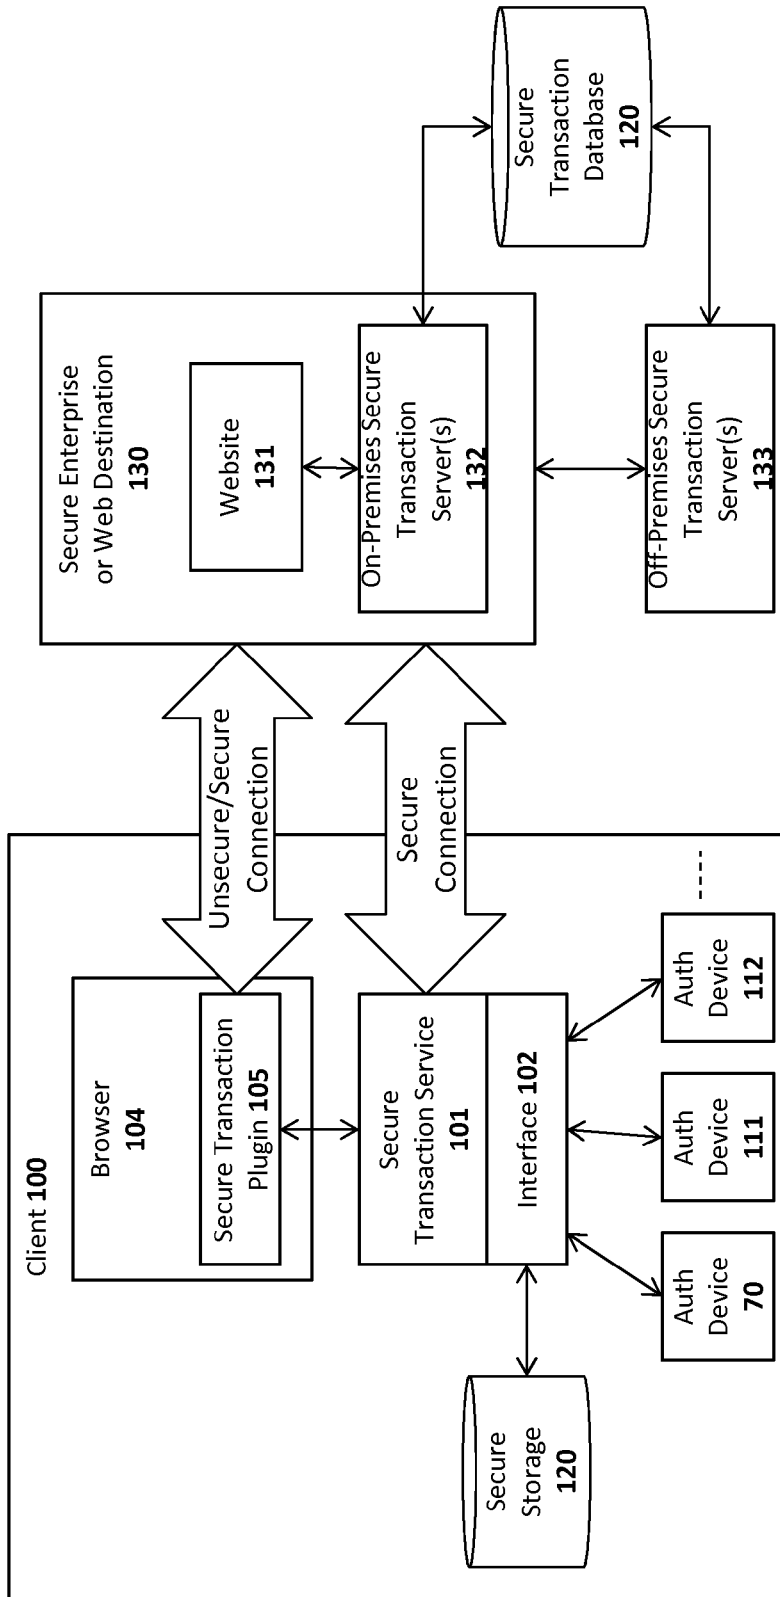 Client 100
Browser
104
Secure Transaction
Plugin 105
Secure
Transaction Service
101
Interface 102
Secure
Storage
120
Auth
Device
70
Auth
Device
111
Auth
Device
112
Unsecure/Secure
Connection
Secure
Connection
Secure Enterprise
or Web Destination
130
Website
131
On-Premises Secure
Transaction
Server(s)
132
Off-Premises Secure
Transaction
Server(s)
133
Secure
Transaction
Database
120